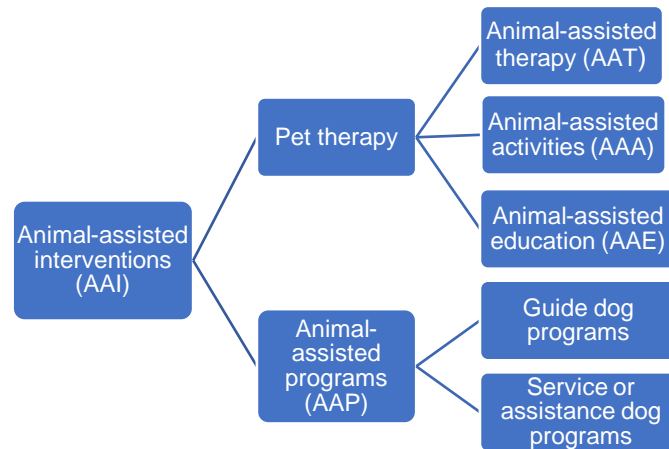 Animal-assisted
interventions
(AAI)
Pet therapy
Animal-assisted
therapy (AAT)
Animal-assisted
activities (AAA)
Animal-assisted
education (AAE)
Animal-
assisted
programs
(AAP)
Guide dog
programs
Service or
assistance dog
programs